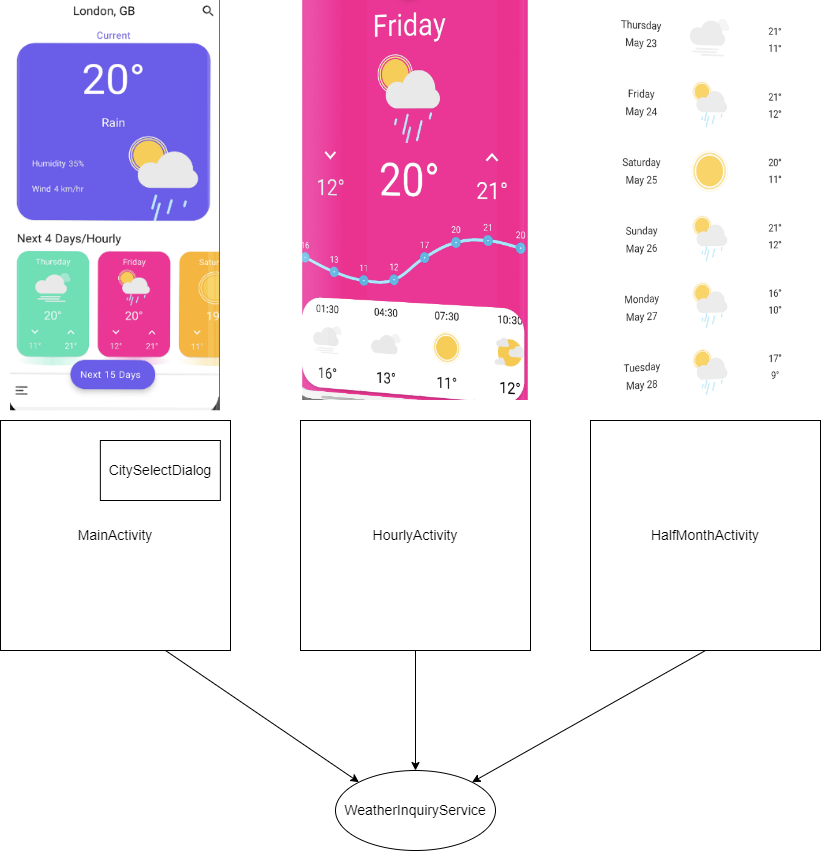 London, GB
Current
20°
Rain
Humidity 35%
Wind 4 km/hr
Next 4 Days/Hourly
Thursday
20°
11° 21°
Friday
20°
12° 21°
Satur
19
11°
Next 15 Days
Friday
12° 20° 21°
16 13 11 12 17 20 21 20
01:30 04:30 07:30 10:30
16° 13° 11° 12°
Thursday
May 23
21°
11°
Friday
May 24
21°
12°
Saturday
May 25
20°
11°
Sunday
May 26
21°
12°
Monday
May 27
16°
10°
Tuesday
May 28
17°
9°
CitySelectDialog
MainActivity
HourlyActivity
HalfMonthActivity
WeatherInquiryService